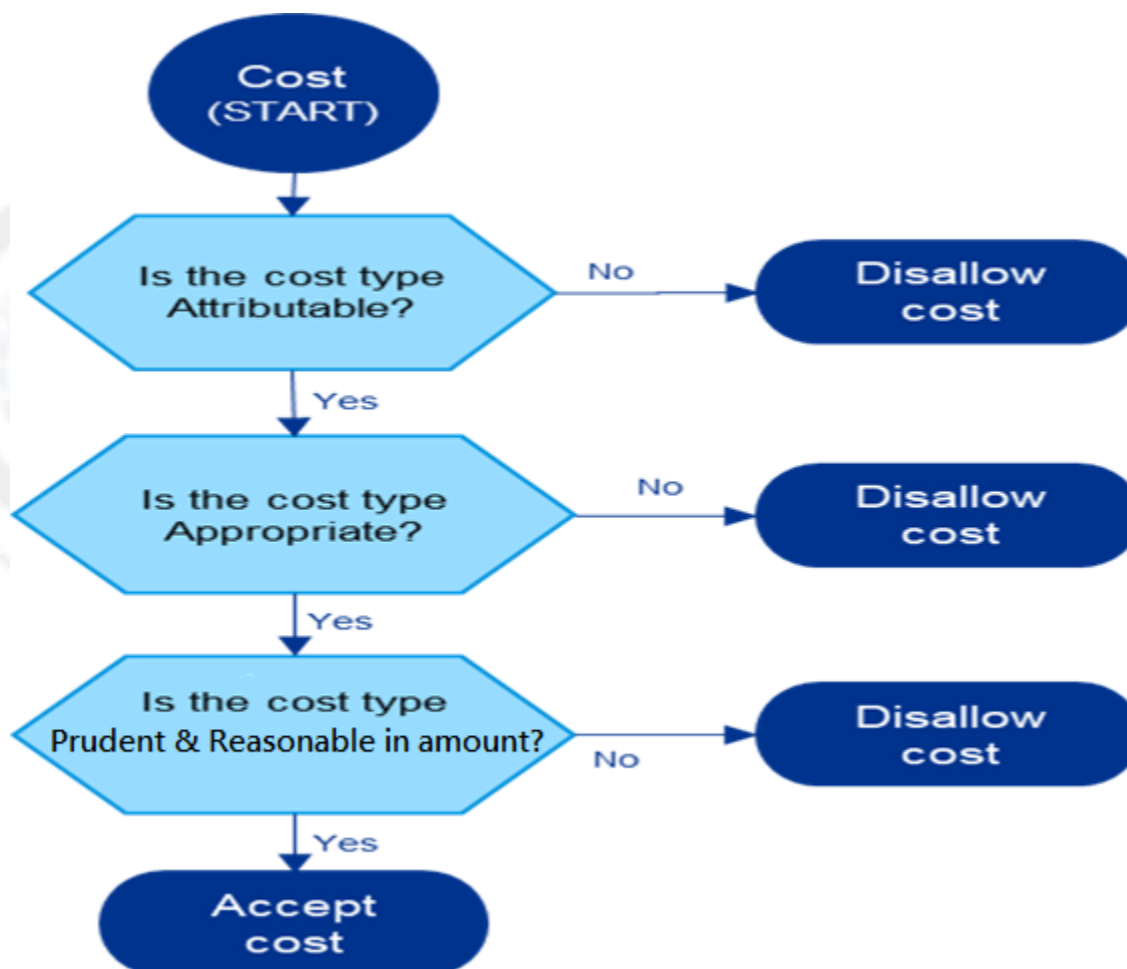 Cost
(START)
Is the cost type
Attributable?
No
Disallow
cost
Yes
Is the cost type
Appropriate?
No
Disallow
cost
Yes
Is the cost type
Prudent & Reasonable in amount?
No
Disallow
cost
Yes
Accept
cost